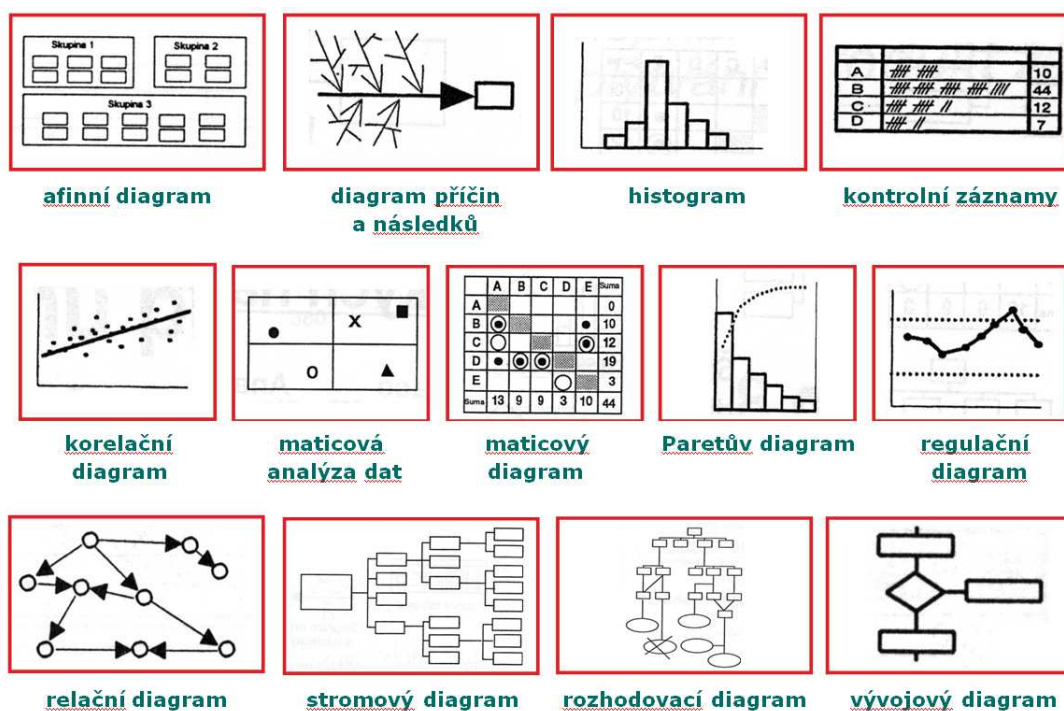 Skupina 1
Skupina 2
Skupina 3
A 10
B 44
C 12
D 7
afinní diagram
diagram příčin
a následků
histogram
kontrolní záznamy
x
o
A B C D E Suma
A 0
B 10
C 12
D 19
E 3
Suma 13 9 9 3 10 44
korelační
diagram
maticová
analýza dat
maticový
diagram
Paretův diagram
regulační
diagram
relační diagram
stromový diagram
rozhodovací diagram
vývojový diagram